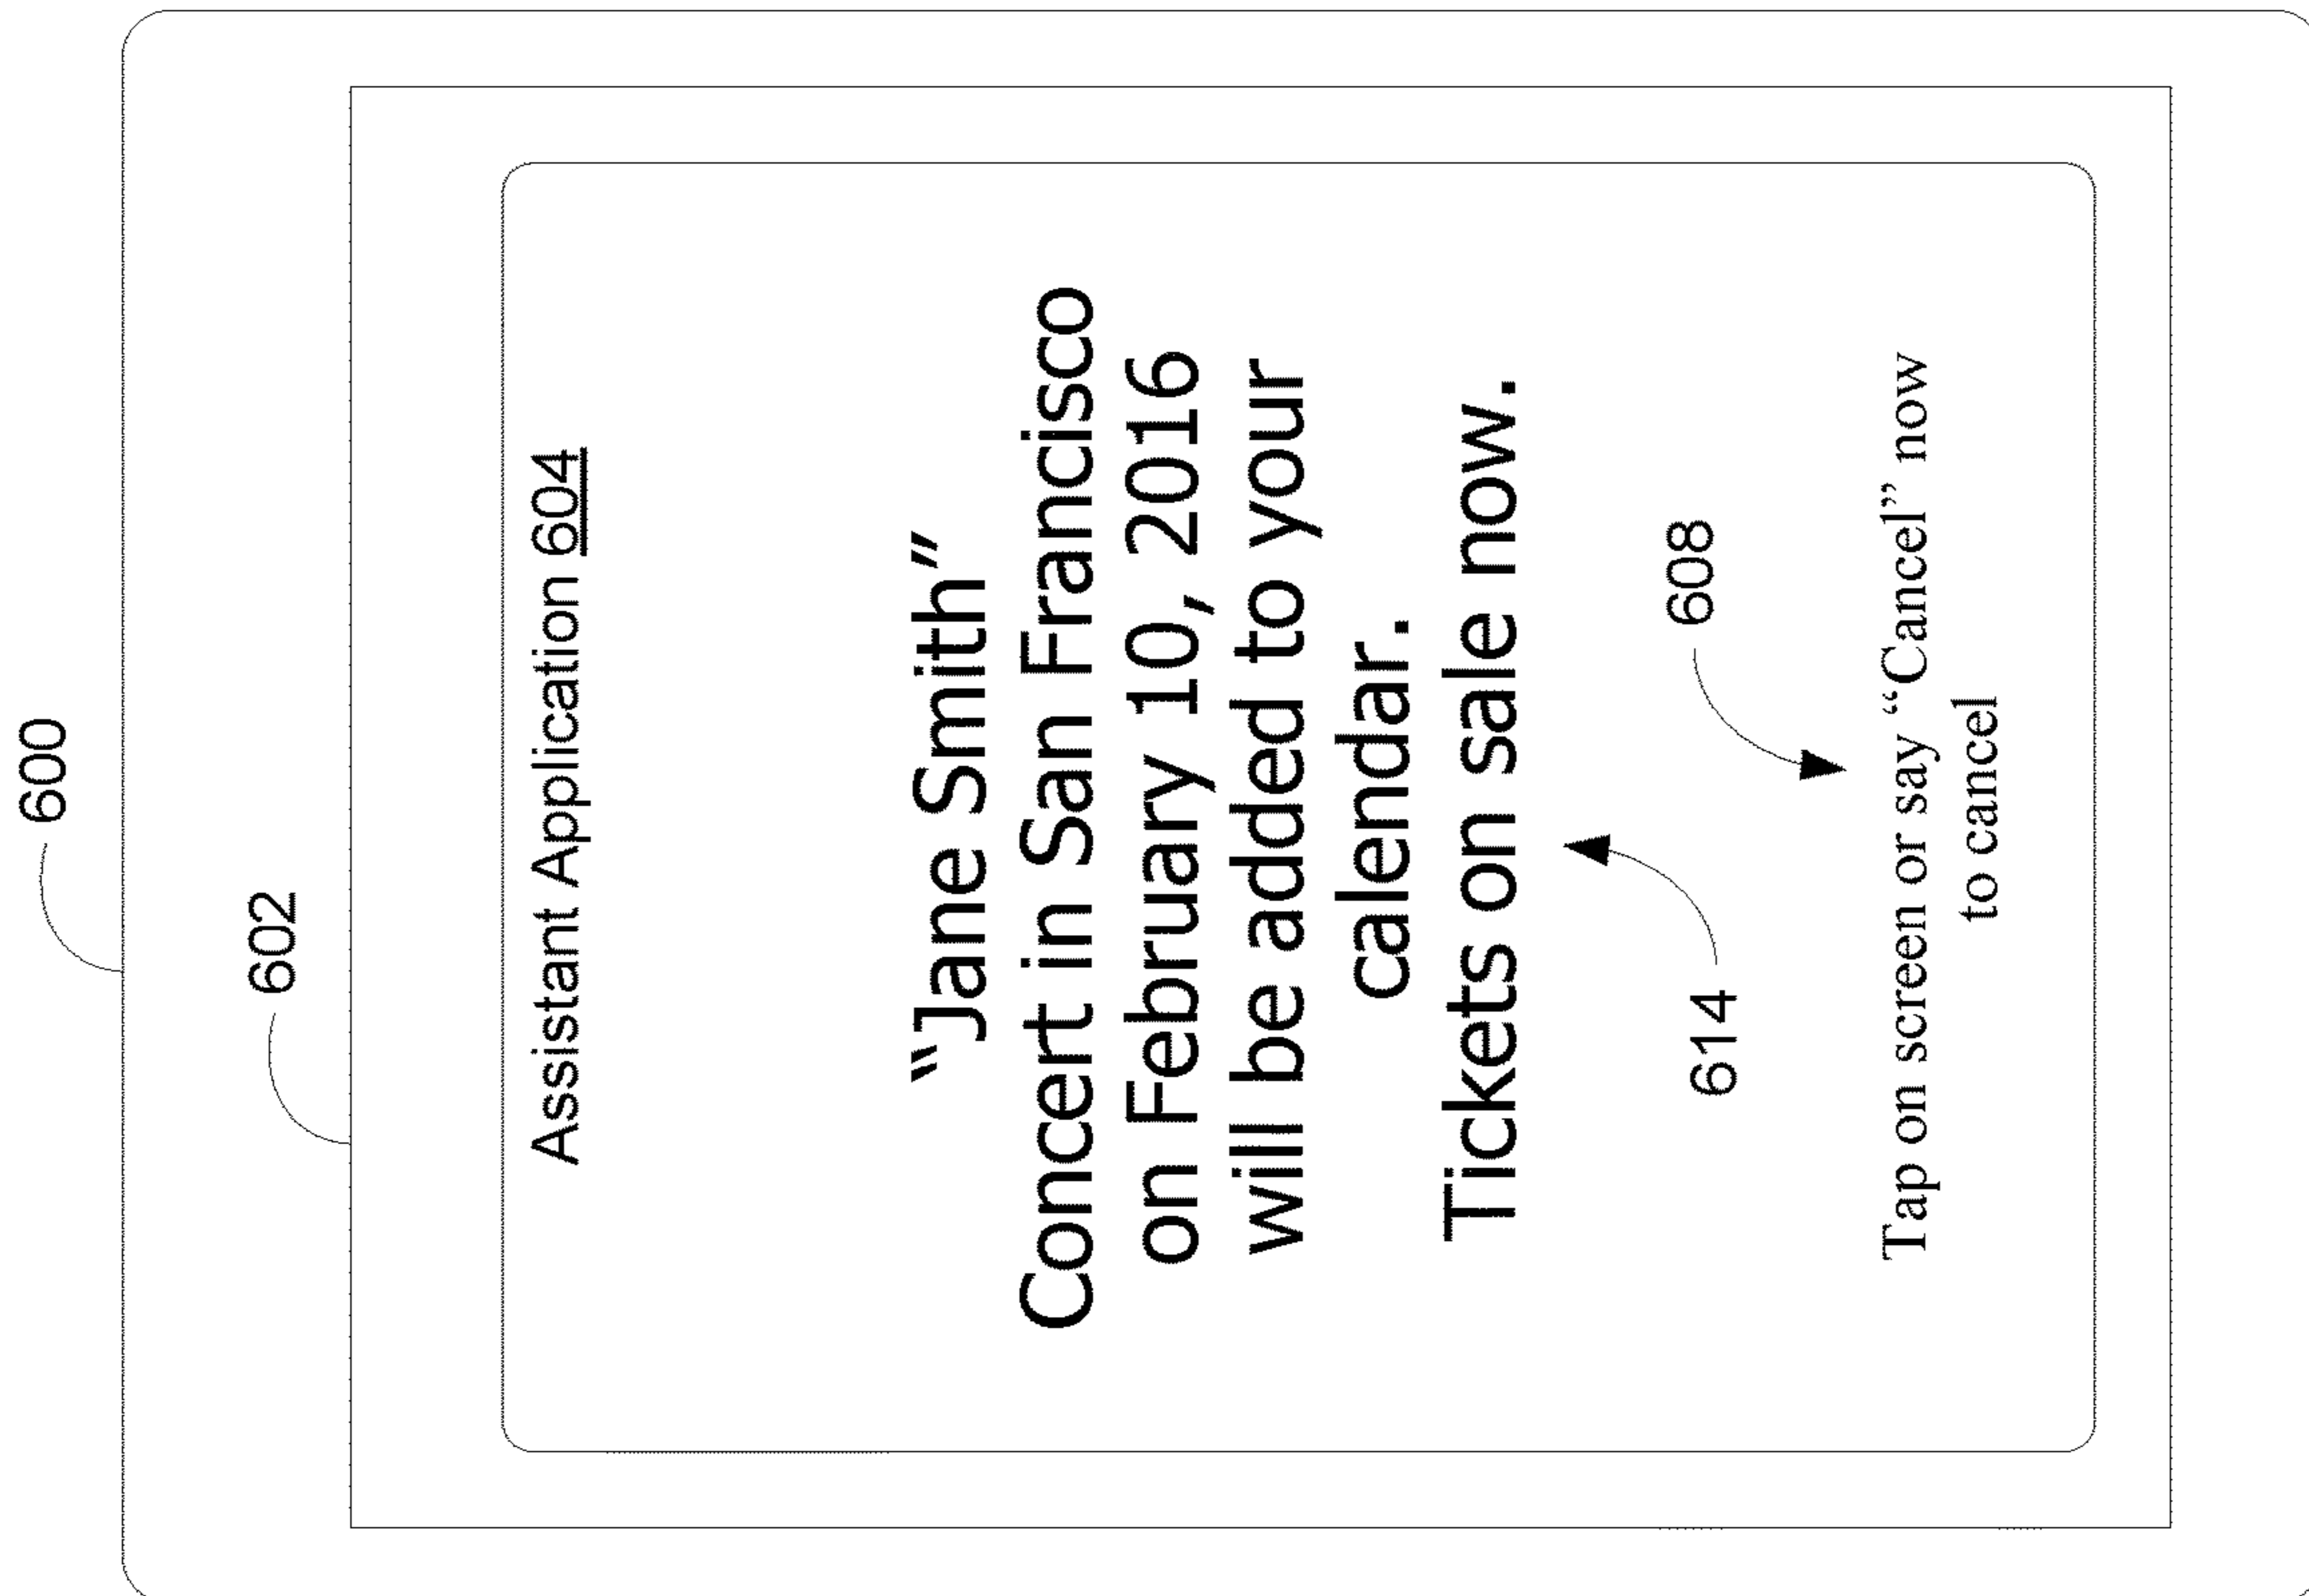 600
602
Assistant Application 604
“Jane Smith”
Concert in San Francisco
on February 10, 2016
will be added to your
calendar.
Tickets on sale now.
614
608
Tap on screen or say “Cancel” now
to cancel